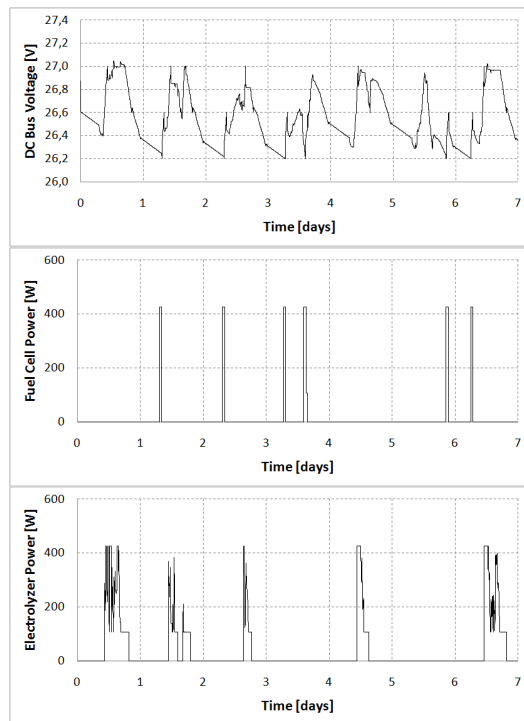 DC Bus Voltage [V]
27,4
27,2
27,0
26,8
26,6
26,4
26,2
26,0
0 1 2 3 4 5 6 7
Time [days]
Fuel Cell Power [W]
600
400
200
0
0 1 2 3 4 5 6 7
Time [days]
Electrolyzer Power [W]
600
400
200
0
0 1 2 3 4 5 6 7
Time [days]